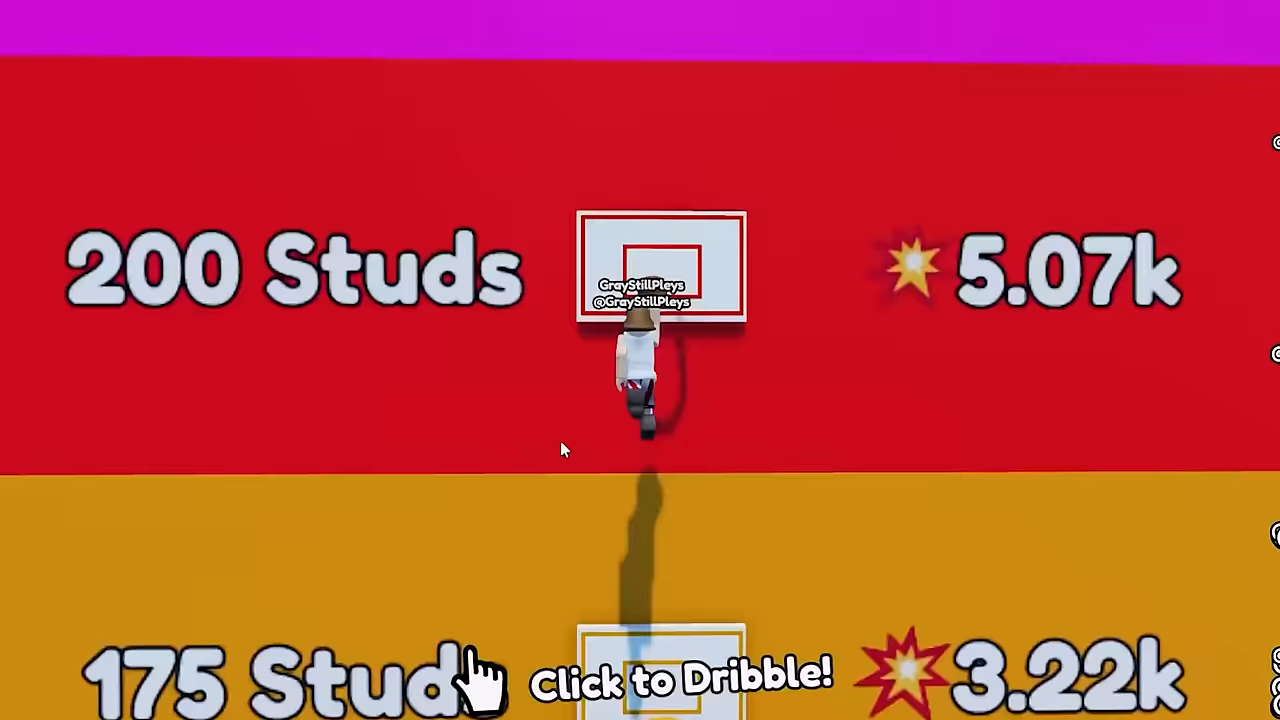 200 Studs
5.07k
GrayStillPleys
@GrayStillPleys
175 Stud
Click to Dribble!
3.22k